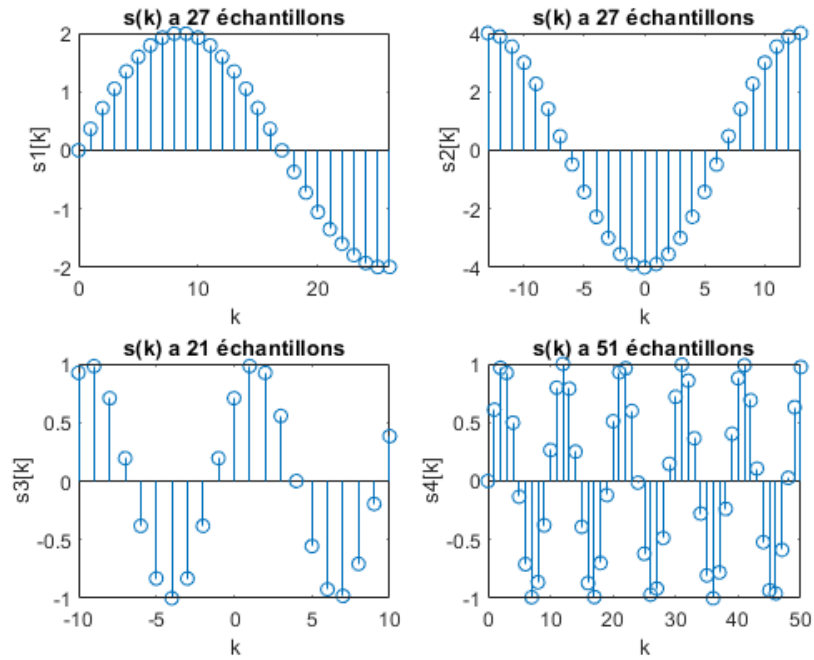 s(k) a 27 échantillons
2
1
0
-1
-2
s1[k]
0 10 20
k
s(k) a 27 échantillons
4
2
0
-2
-4
s2[k]
-10 -5 0 5 10
k
s(k) a 21 échantillons
1
0.5
0
-0.5
-1
s3[k]
-10 -5 0 5 10
k
s(k) a 51 échantillons
1
0.5
0
-0.5
-1
s4[k]
0 10 20 30 40 50
k